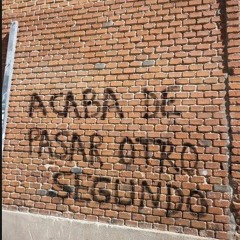 ACABA DE
PASAR OTRO
SEGUNDO